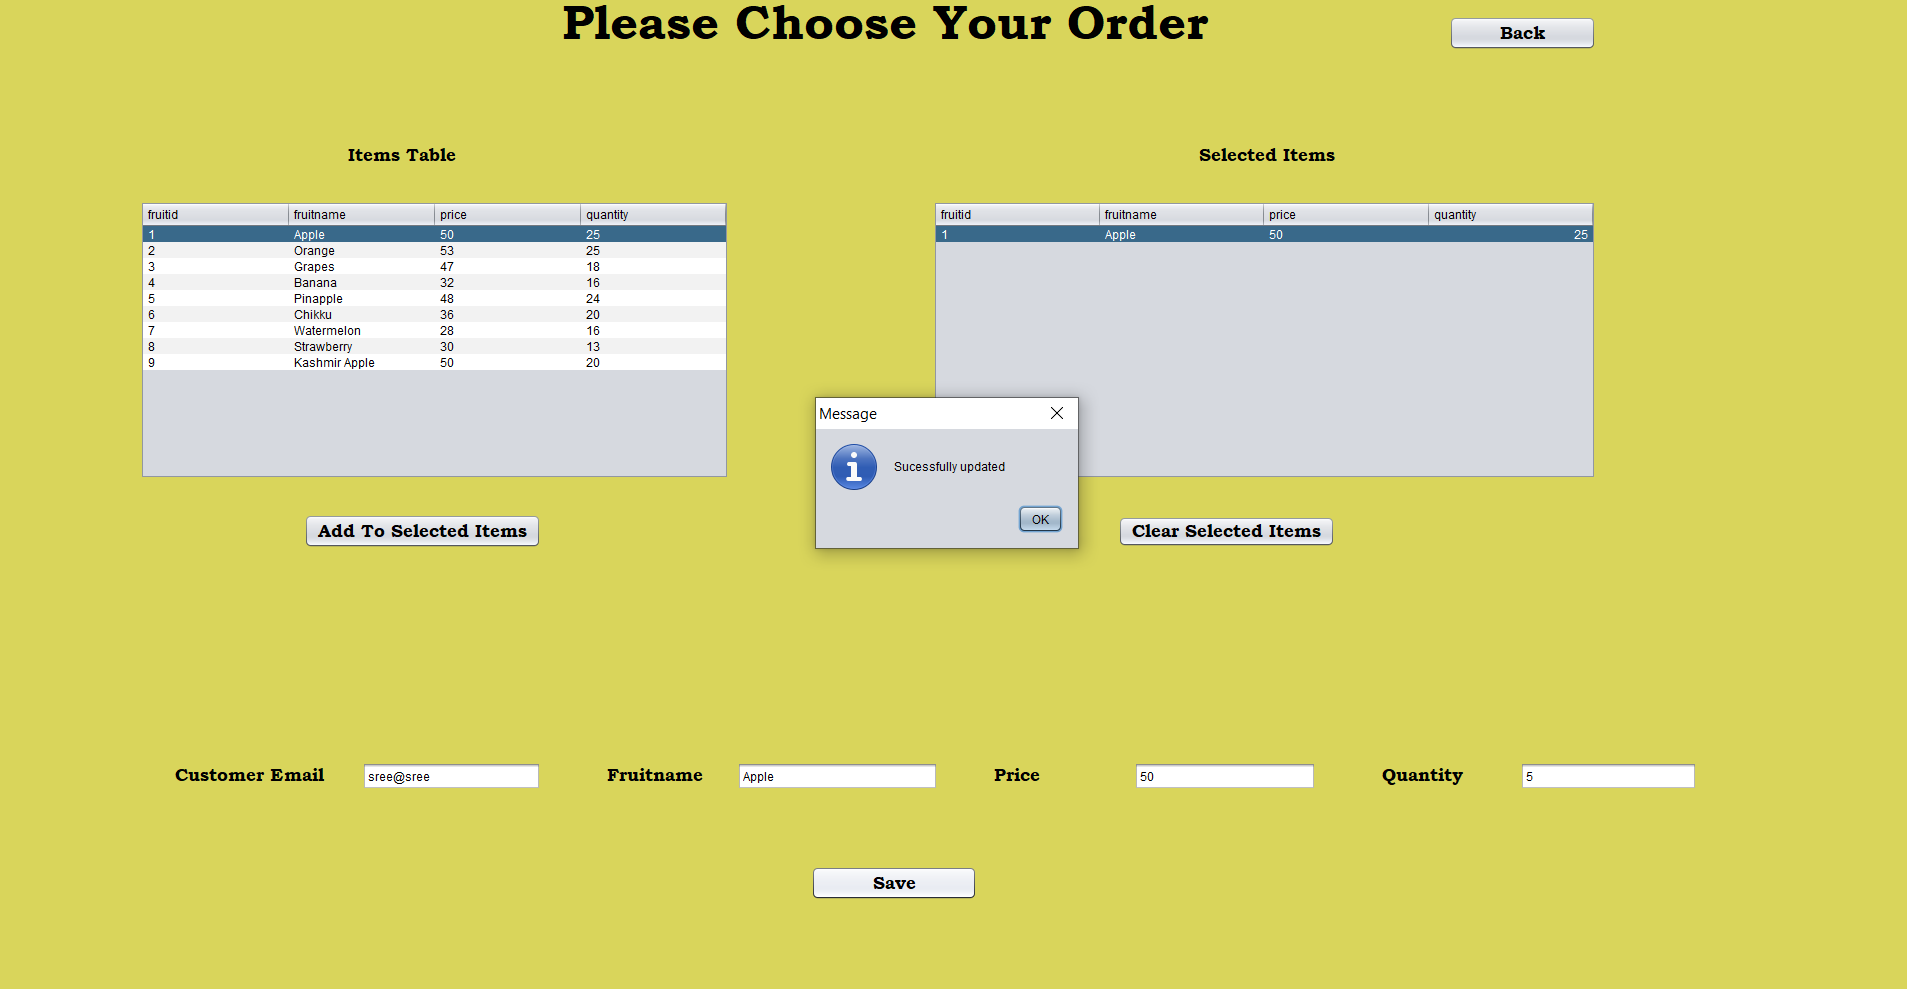 Please Choose Your Order
Back
Items Table
Selected Items
fruitid fruitname price quantity
1 Apple 50 25
2 Orange 53 25
3 Grapes 47 18
4 Banana 32 16
5 Pinapple 48 24
6 Chikku 36 20
7 Watermelon 28 16
8 Strawberry 30 13
9 Kashmir Apple 50 20
fruitid fruitname price quantity
1 Apple 50 25
Message
Sucessfully updated
OK
Add To Selected Items
Clear Selected Items
Customer Email sree@sree Fruitname Apple Price 50 Quantity 5
Save